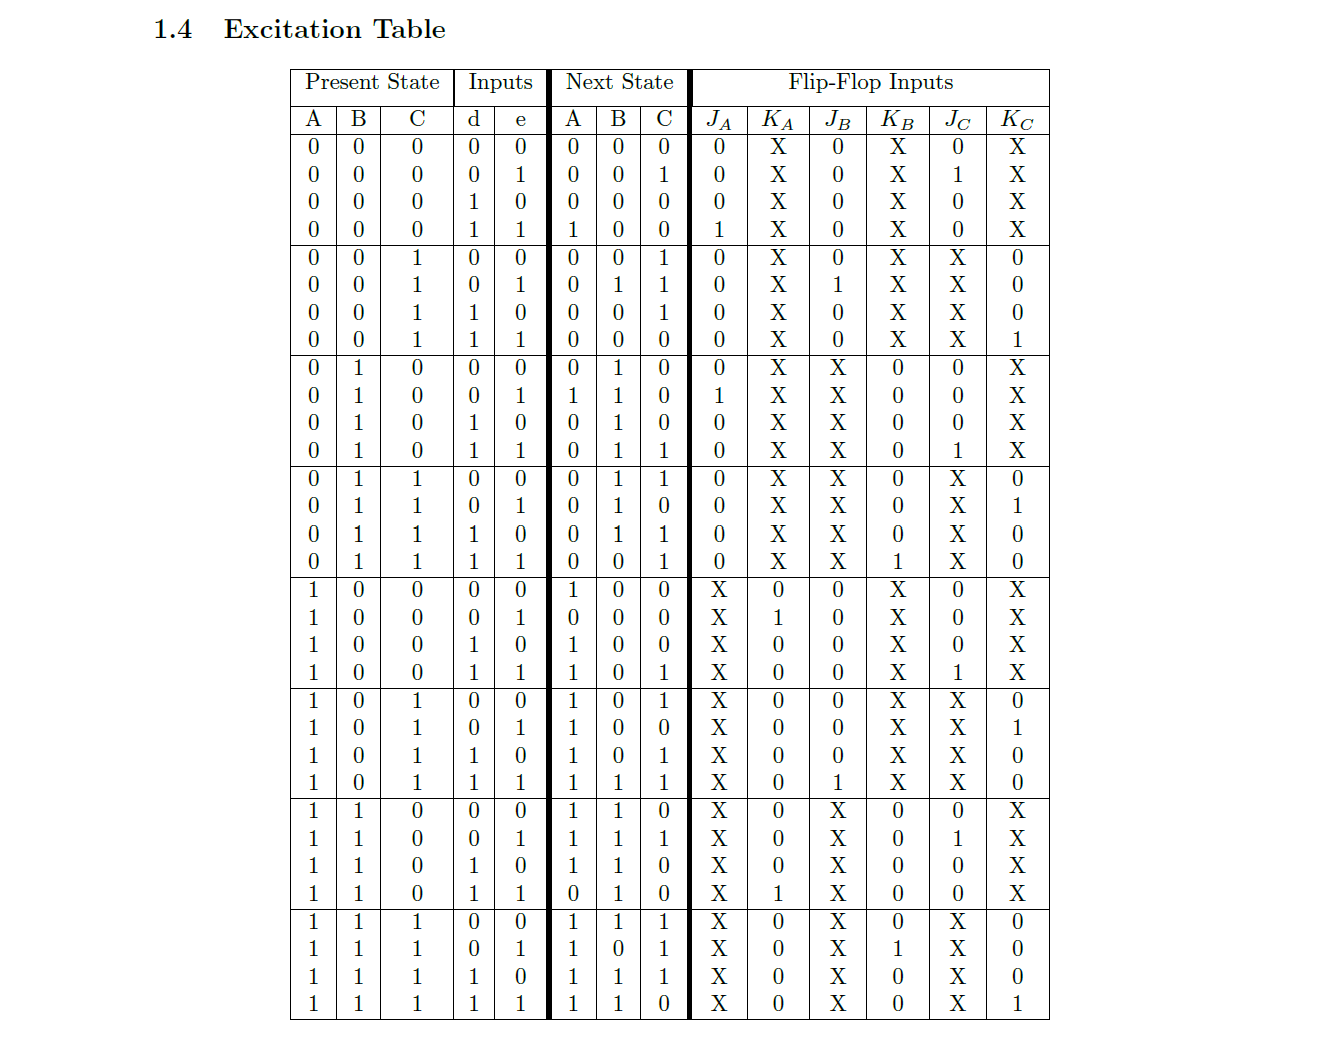 1.4 Excitation Table
Present State Inputs Next State Flip-Flop Inputs
A B C d e A B C J_A K_A J_B K_B J_C K_C
0 0 0 0 0 0 0 0 0 X 0 X 0 X
0 0 0 0 1 0 0 1 0 X 0 X 1 X
0 0 0 1 0 0 0 0 0 X 0 X 0 X
0 0 0 1 1 1 0 0 1 X 0 X 0 X
0 0 1 0 0 0 0 1 0 X 0 X X 0
0 0 1 0 1 0 1 1 0 X 1 X X 0
0 0 1 1 0 0 0 1 0 X 0 X X 0
0 0 1 1 1 0 0 0 0 X 0 X X 1
0 1 0 0 0 0 1 0 0 X X 0 0 X
0 1 0 0 1 1 1 0 1 X X 0 0 X
0 1 0 1 0 0 1 0 0 X X 0 0 X
0 1 0 1 1 0 1 1 0 X X 0 1 X
0 1 1 0 0 0 1 1 0 X X 0 X 0
0 1 1 0 1 0 1 0 0 X X 0 X 1
0 1 1 1 0 0 1 1 0 X X 0 X 0
0 1 1 1 1 0 0 1 0 X X 1 X 0
1 0 0 0 0 1 0 0 X 0 0 X 0 X
1 0 0 0 1 0 0 0 X 1 0 X 0 X
1 0 0 1 0 1 0 0 X 0 0 X 0 X
1 0 0 1 1 1 0 1 X 0 0 X 1 X
1 0 1 0 0 1 0 1 X 0 0 X X 0
1 0 1 0 1 1 0 0 X 0 0 X X 1
1 0 1 1 0 1 0 1 X 0 0 X X 0
1 0 1 1 1 1 1 1 X 0 1 X X 0
1 1 0 0 0 1 1 0 X 0 X 0 0 X
1 1 0 0 1 1 1 1 X 0 X 0 1 X
1 1 0 1 0 1 1 0 X 0 X 0 0 X
1 1 0 1 1 0 1 0 X 1 X 0 0 X
1 1 1 0 0 1 1 1 X 0 X 0 X 0
1 1 1 0 1 1 0 1 X 0 X 1 X 0
1 1 1 1 0 1 1 1 X 0 X 0 X 0
1 1 1 1 1 1 1 0 X 0 X 0 X 1